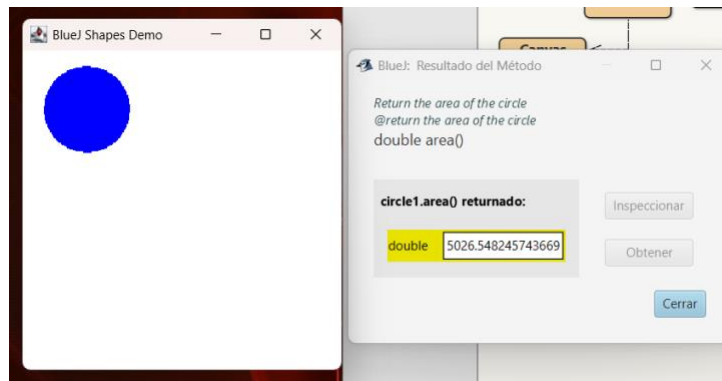 BlueJ Shapes Demo
Canvas
BlueJ: Resultado del Método
Return the area of the circle
@return the area of the circle
double area()
circle1.area() returnado:
Inspeccionar
double 5026.548245743669
Obtener
Cerrar